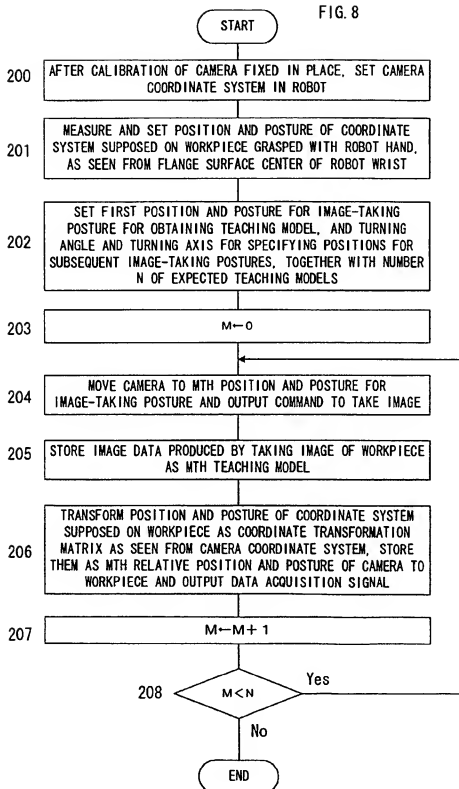 FIG. 8
START
200
AFTER CALIBRATION OF CAMERA FIXED IN PLACE, SET CAMERA
COORDINATE SYSTEM IN ROBOT
201
MEASURE AND SET POSITION AND POSTURE OF COORDINATE
SYSTEM SUPPOSED ON WORKPIECE GRASPED WITH ROBOT HAND,
AS SEEN FROM FLANGE SURFACE CENTER OF ROBOT WRIST
202
SET FIRST POSITION AND POSTURE FOR IMAGE-TAKING
POSTURE FOR OBTAINING TEACHING MODEL, AND TURNING
ANGLE AND TURNING AXIS FOR SPECIFYING POSITIONS FOR
SUBSEQUENT IMAGE-TAKING POSTURES, TOGETHER WITH NUMBER
N OF EXPECTED TEACHING MODELS
203
M←0
204
MOVE CAMERA TO MTH POSITION AND POSTURE FOR
IMAGE-TAKING POSTURE AND OUTPUT COMMAND TO TAKE IMAGE
205
STORE IMAGE DATA PRODUCED BY TAKING IMAGE OF WORKPIECE
AS MTH TEACHING MODEL
206
TRANSFORM POSITION AND POSTURE OF COORDINATE SYSTEM
SUPPOSED ON WORKPIECE AS COORDINATE TRANSFORMATION
MATRIX AS SEEN FROM CAMERA COORDINATE SYSTEM, STORE
THEM AS MTH RELATIVE POSITION AND POSTURE OF CAMERA TO
WORKPIECE AND OUTPUT DATA ACQUISITION SIGNAL
207
M←M+1
208
M<N
Yes
No
END